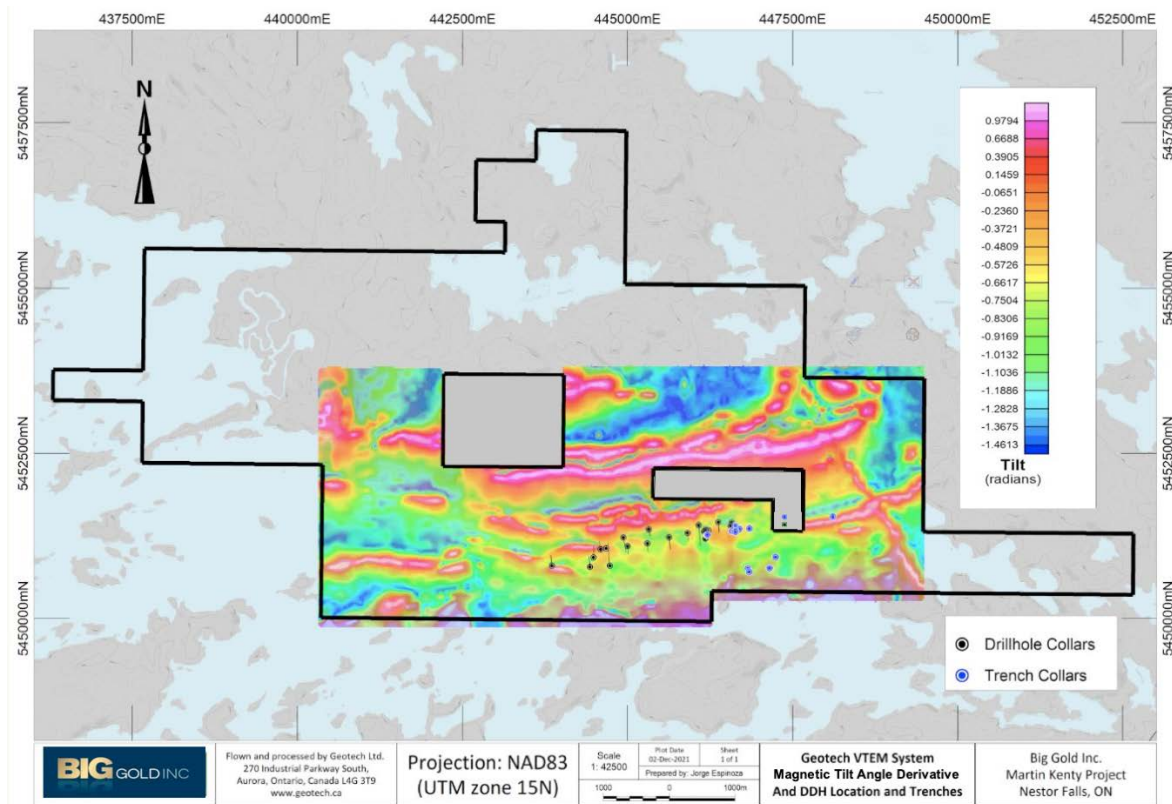 437500mE
440000mE
442500mE
445000mE
447500mE
450000mE
452500mE
N
5457500mN
5455000mN
5452500mN
5450000mN
5457500mN
5455000mN
5452500mN
5450000mN
0.9794
0.6688
0.3905
0.1459
-0.0651
-0.2360
-0.3721
-0.4809
-0.5726
-0.6617
-0.7504
-0.8306
-0.9169
-1.0132
-1.1036
-1.1886
-1.2828
-1.3825
-1.4613
Tilt
(radians)
Drillhole Collars
Trench Collars
BIG GOLD INC
Flown and processed by Geotech Ltd.
270 Industrial Parkway South,
Aurora, Ontario, Canada L4G 3T9
www.geotech.ca
Projection: NAD83
(UTM zone 15N)
Scale
1: 42500
Plot Date
02-Dec-2021
Sheet
1 of 1
Prepared by: Jorge Espinoza
1000 0 1000m
Geotech VTEM System
Magnetic Tilt Angle Derivative
And DDH Location and Trenches
Big Gold Inc.
Martin Kenty Project
Nestor Falls, ON